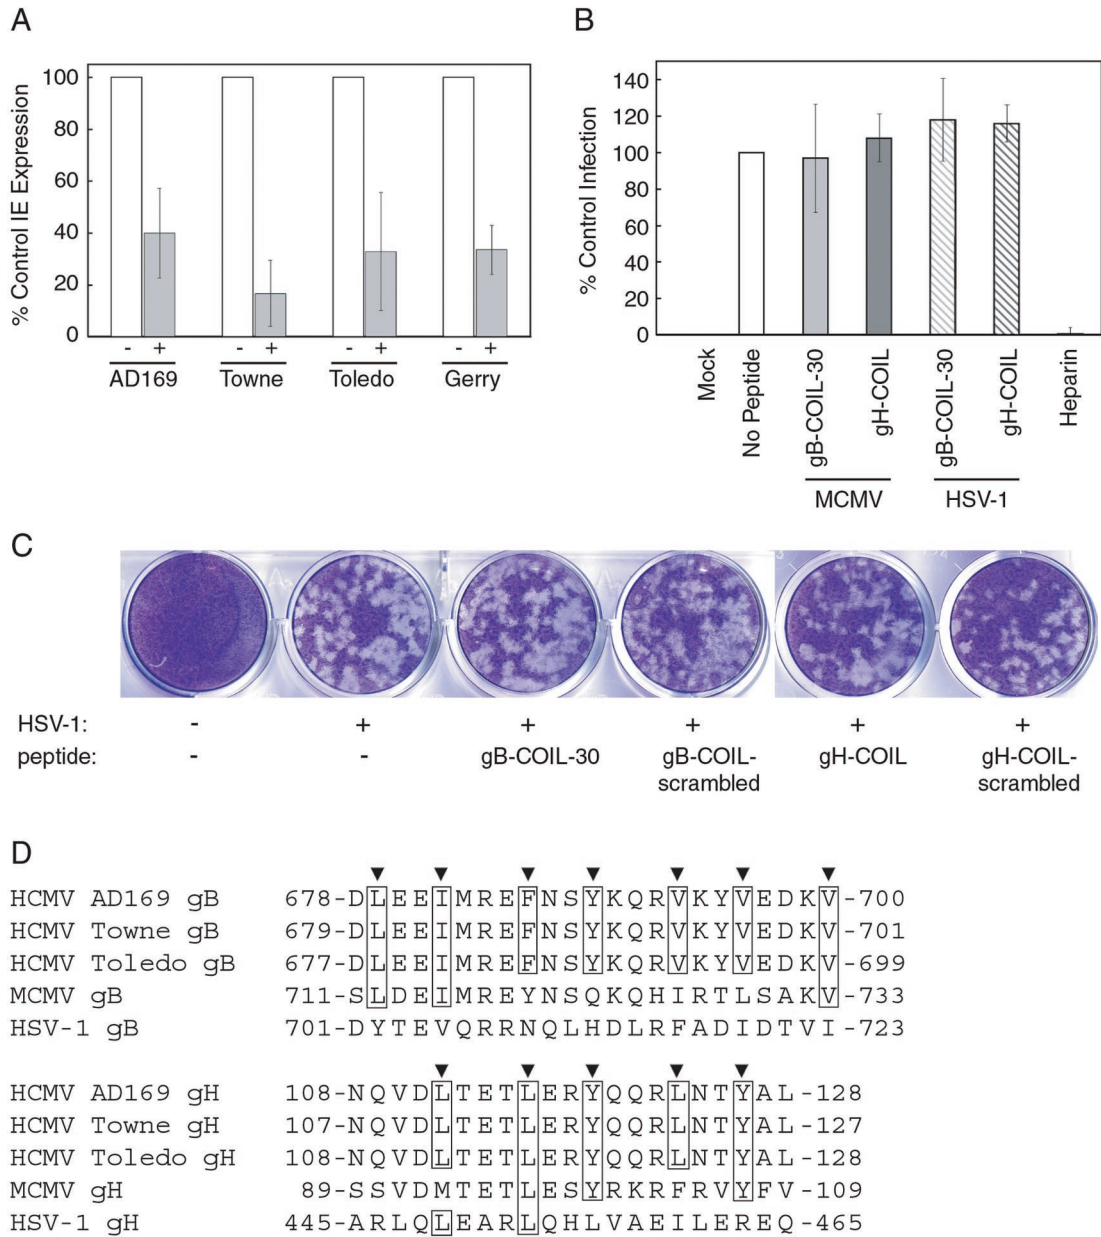 A
% Control IE Expression
100
80
60
40
20
0
- + - + - + - +
AD169 Towne Toledo Gerry
B
% Control Infection
140
120
100
80
60
40
20
0
Mock
No Peptide
gB-COIL-30
gH-COIL
gB-COIL-30
gH-COIL
Heparin
MCMV HSV-1
C
HSV-1: - + + + + +
peptide: - - gB-COIL-30 gB-COIL- gH-COIL gH-COIL-
scrambled scrambled
D
HCMV AD169 gB 678-DLEEIMREFNSYKQRVKYVEDKV-700
HCMV Towne gB 679-DLEEIMREFNSYKQRVKYVEDKV-701
HCMV Toledo gB 677-DLEEIMREFNSYKQRVKYVEDKV-699
MCMV gB 711-SLDEIMREYNSQKQHIRTLSAKV-733
HSV-1 gB 701-DYTEVQRRNQLHDLRFADIDTVI-723
HCMV AD169 gH 108-NQVDLTETLERYQQRLNTYAL-128
HCMV Towne gH 107-NQVDLTETLERYQQRLNTYAL-127
HCMV Toledo gH 108-NQVDLTETLERYQQRLNTYAL-128
MCMV gH 89-SSVDMTETLESYRKRFRVYFV-109
HSV-1 gH 445-ARLQLEARLQHLVAEILEREQ-465